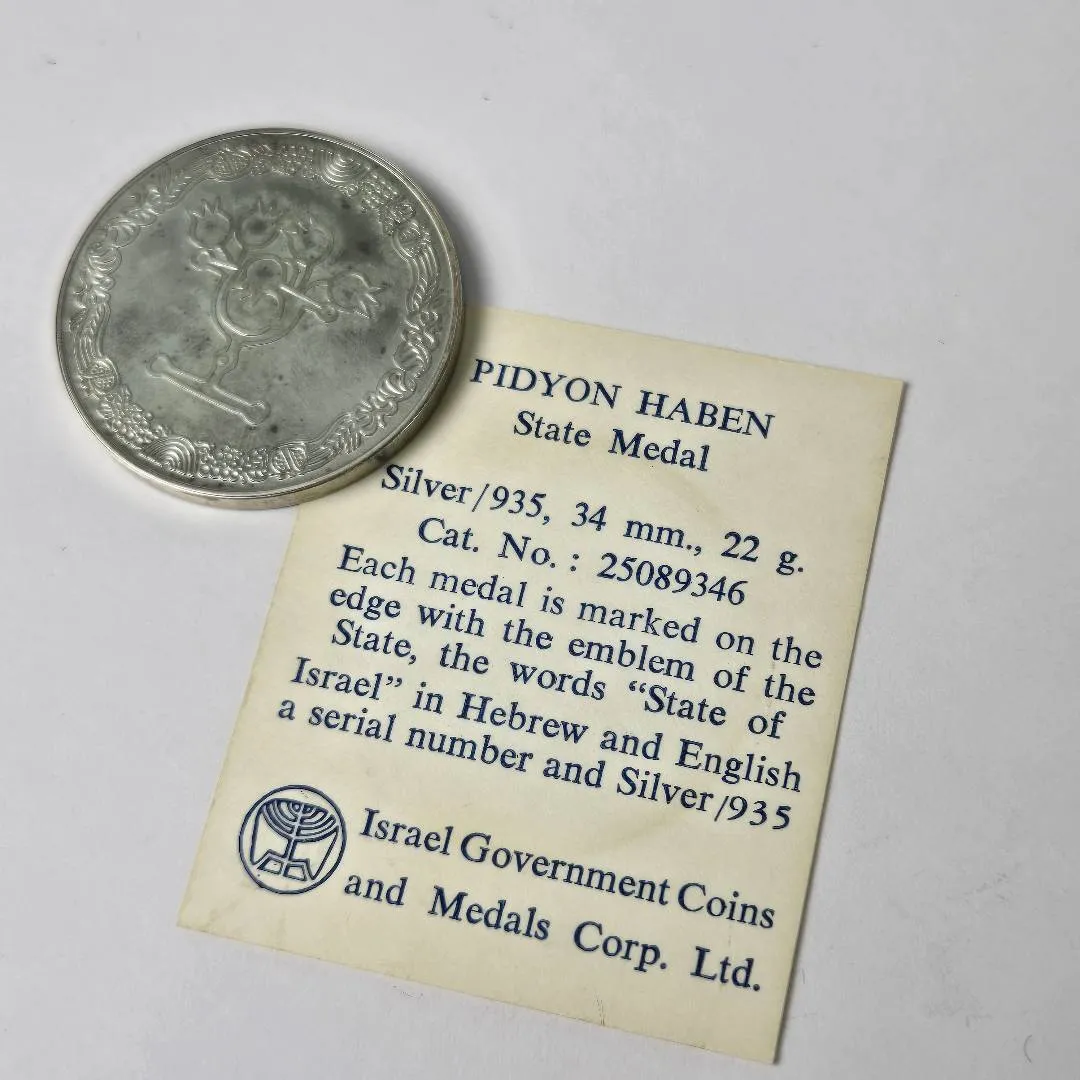 PIDYON HABEN
State Medal
Silver/935, 34 mm., 22 g.
Cat. No. : 25089346
Each medal is marked on the
edge with the emblem of the
State, the words “State of
Israel” in Hebrew and English
a serial number and Silver/935
Israel Government Coins
and Medals Corp. Ltd.